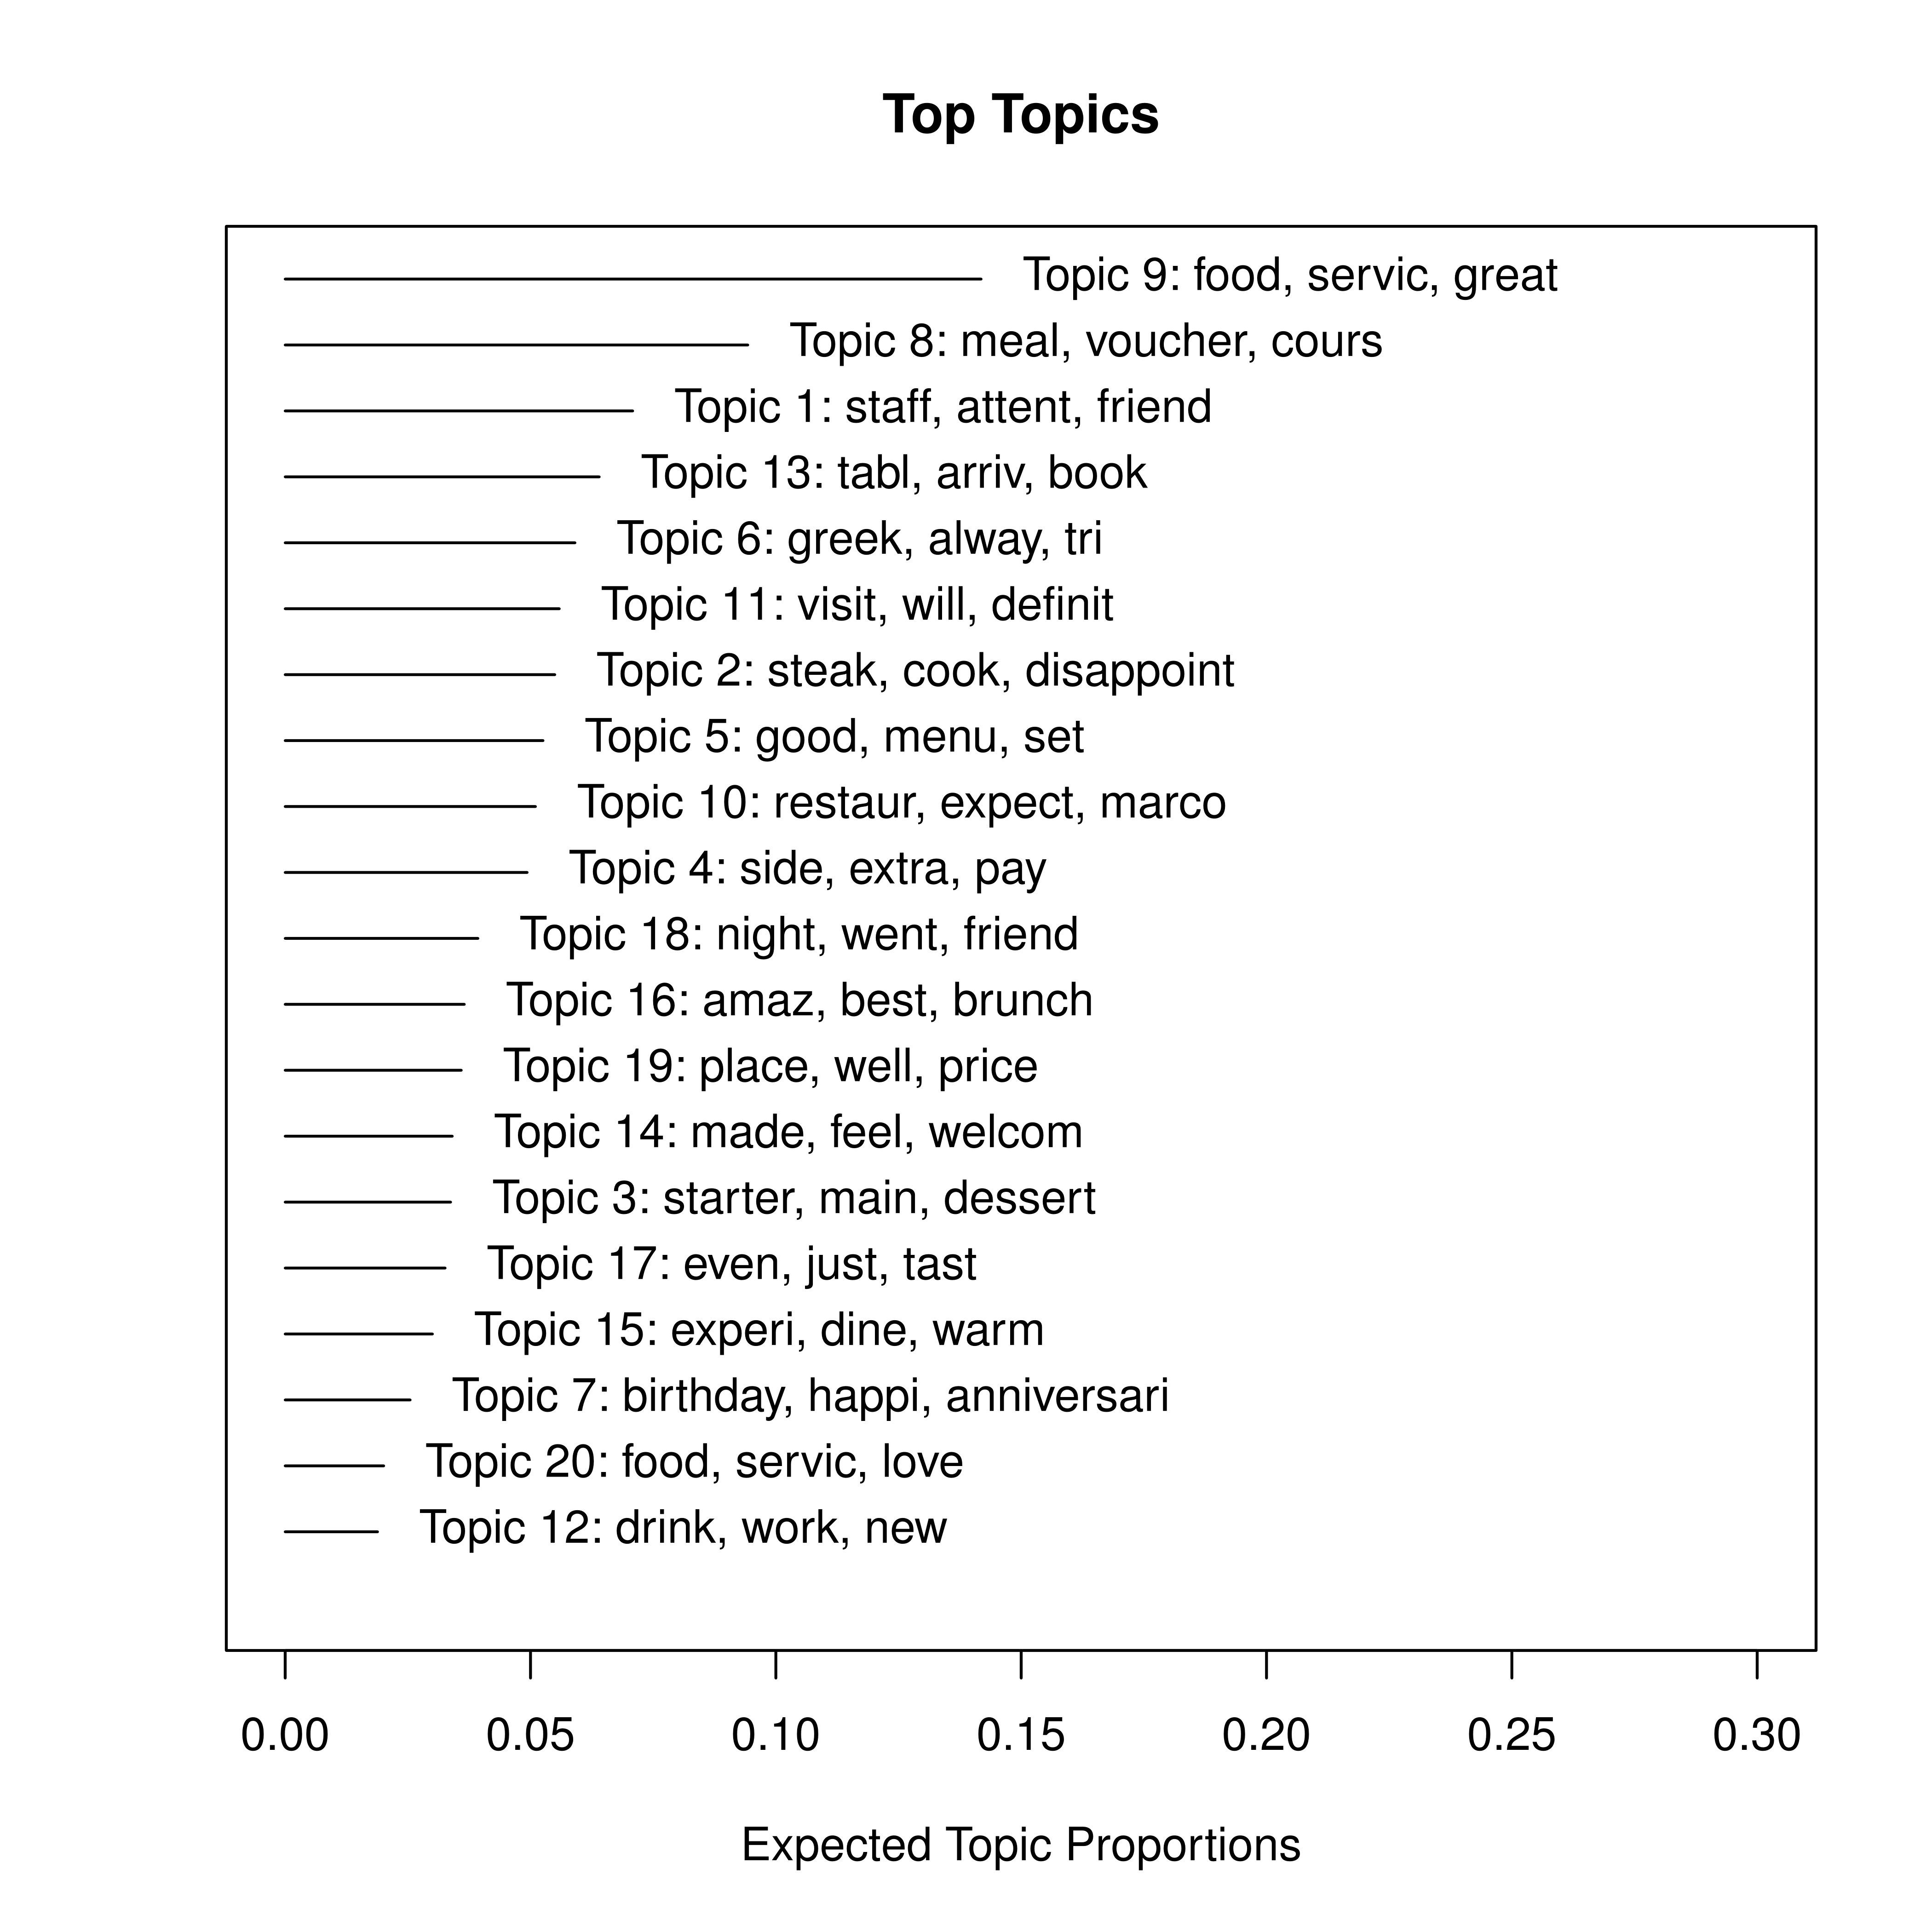 Top Topics
Topic 9: food, servic, great
Topic 8: meal, voucher, cours
Topic 1: staff, attent, friend
Topic 13: tabl, arriv, book
Topic 6: greek, alway, tri
Topic 11: visit, will, definit
Topic 2: steak, cook, disappoint
Topic 5: good, menu, set
Topic 10: restaur, expect, marco
Topic 4: side, extra, pay
Topic 18: night, went, friend
Topic 16: amaz, best, brunch
Topic 19: place, well, price
Topic 14: made, feel, welcom
Topic 3: starter, main, dessert
Topic 17: even, just, tast
Topic 15: experi, dine, warm
Topic 7: birthday, happi, anniversari
Topic 20: food, servic, love
Topic 12: drink, work, new
0.00 0.05 0.10 0.15 0.20 0.25 0.30
Expected Topic Proportions